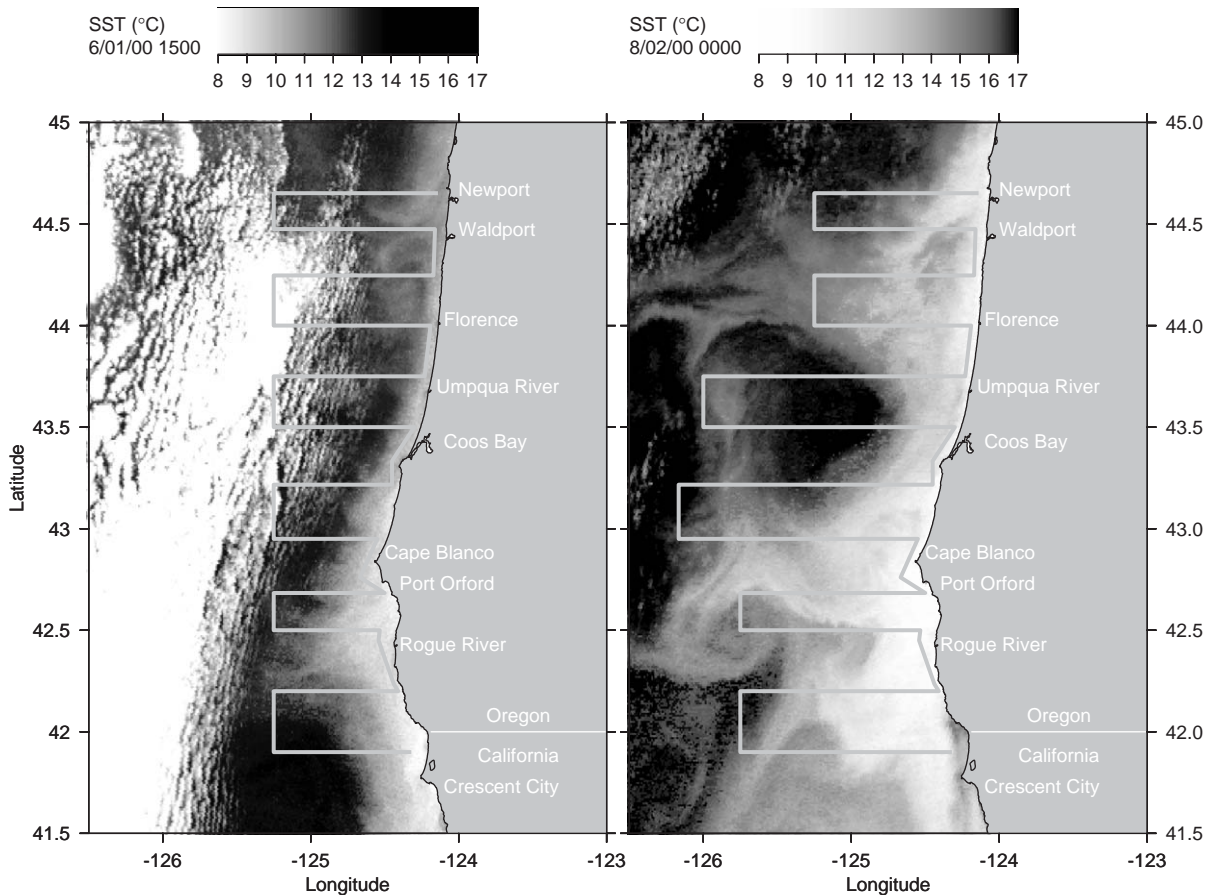 SST (°C)
6/01/00 1500
8 9 10 11 12 13 14 15 16 17
SST (°C)
8/02/00 0000
8 9 10 11 12 13 14 15 16 17
Latitude
45
44.5
44
43.5
43
42.5
42
41.5
Newport
Waldport
Florence
Umpqua River
Coos Bay
Cape Blanco
Port Orford
Rogue River
Oregon
California
Crescent City
-126 -125 -124 -123
Longitude
Newport
Waldport
Florence
Umpqua River
Coos Bay
Cape Blanco
Port Orford
Rogue River
Oregon
California
Crescent City
45.0
44.5
44.0
43.5
43.0
42.5
42.0
41.5
-126 -125 -124 -123
Longitude